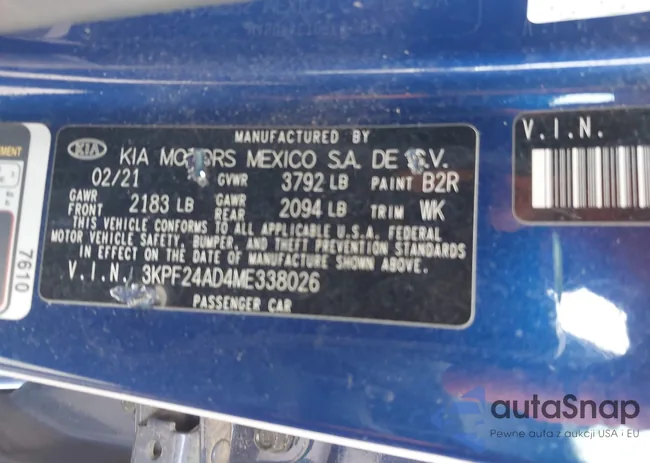 MANUFACTURED BY
KIA KIA MOTORS MEXICO S.A. DE C.V.
02/21 GVWR 3792 LB PAINT B2R
GAWR FRONT 2183 LB GAWR REAR 2094 LB TRIM WK
THIS VEHICLE CONFORMS TO ALL APPLICABLE U.S.A. FEDERAL
MOTOR VEHICLE SAFETY, BUMPER, AND THEFT PREVENTION STANDARDS
IN EFFECT ON THE DATE OF MANUFACTURE SHOWN ABOVE.
V.I.N. 3KPF24AD4ME338026
PASSENGER CAR
V.I.N.
7610
autaSnap
Pewne auta z aukcji USA i EU